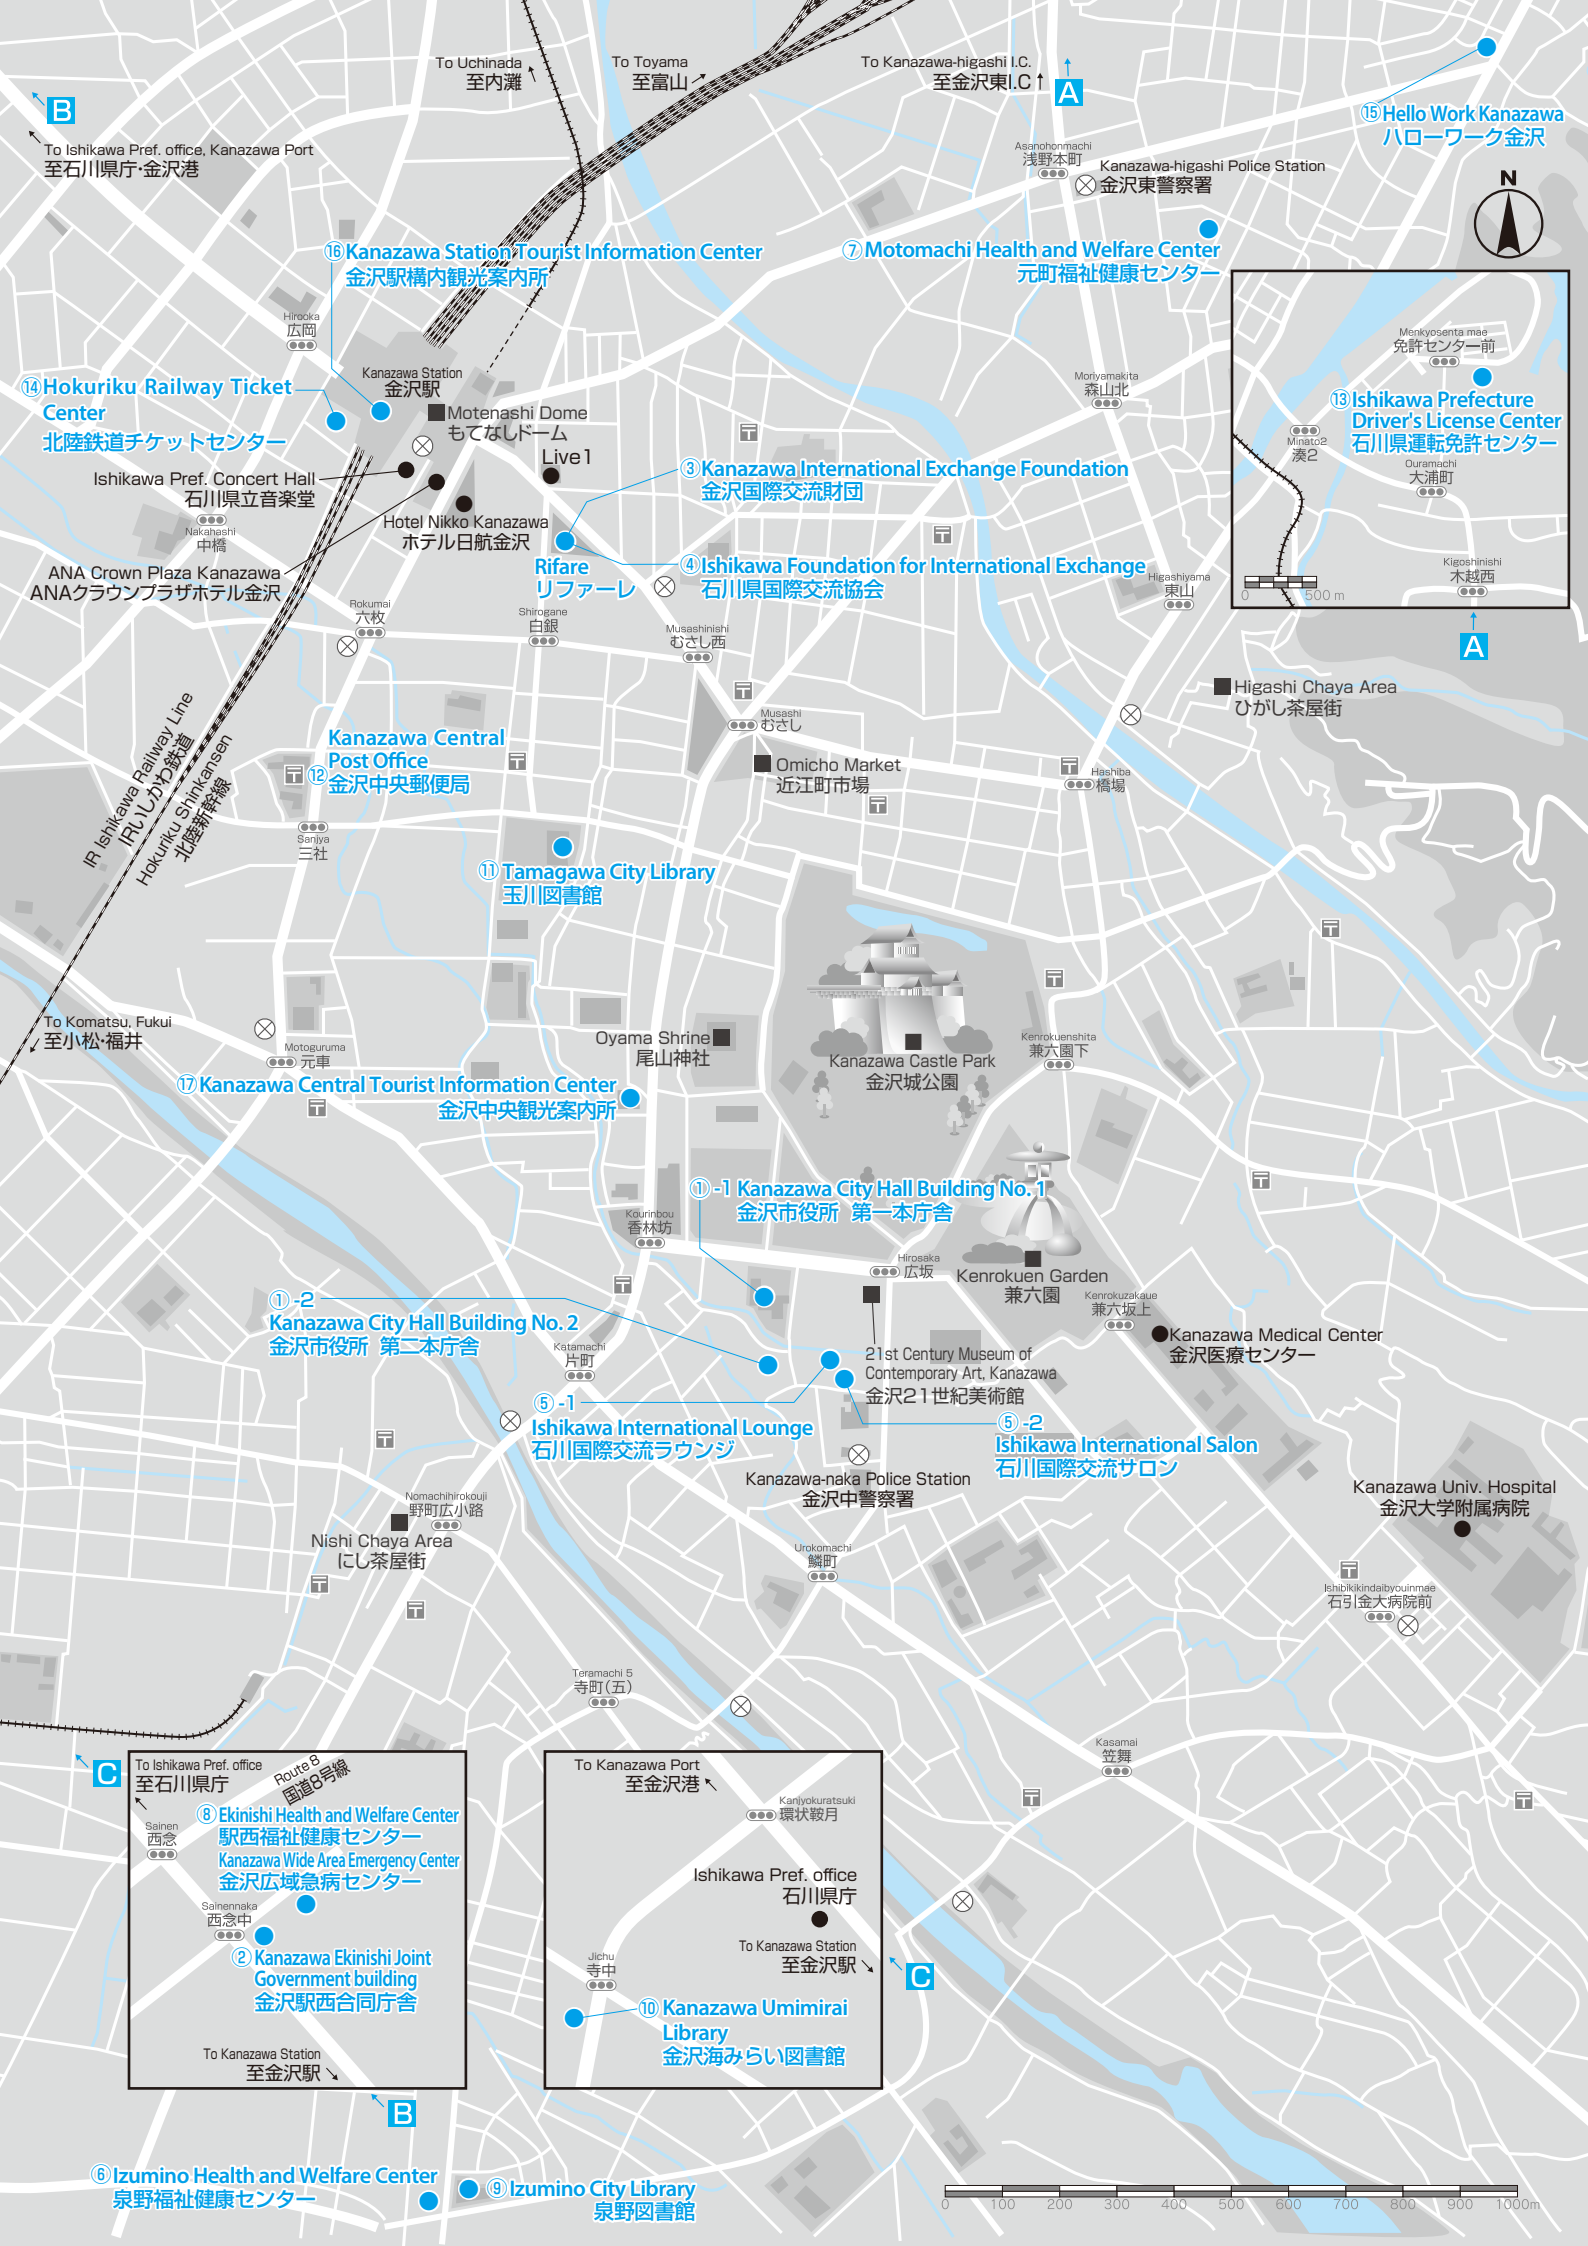 To Uchinada
至内灘
To Toyama
至富山
To Kanazawa-higashi I.C.
至金沢東I.C
A
B
To Ishikawa Pref. office, Kanazawa Port
至石川県庁・金沢港
⑮Hello Work Kanazawa
ハローワーク金沢
Asanohonmachi
浅野本町
Kanazawa-higashi Police Station
金沢東警察署
N
⑯Kanazawa Station Tourist Information Center
金沢駅構内観光案内所
⑦Motomachi Health and Welfare Center
元町福祉健康センター
Hirooka
広岡
Menkyosenta mae
免許センター前
⑬Ishikawa Prefecture
Driver's License Center
石川県運転免許センター
Minato2
湊2
Ouramachi
大浦町
Kigoshinishi
木越西
0 500 m
A
Kanazawa Station
金沢駅
Moriyamakita
森山北
⑭Hokuriku Railway Ticket
Center
北陸鉄道チケットセンター
Motenashi Dome
もてなしドーム
Live1
Ishikawa Pref. Concert Hall
石川県立音楽堂
③Kanazawa International Exchange Foundation
金沢国際交流財団
Nakahashi
中橋
Hotel Nikko Kanazawa
ホテル日航金沢
ANA Crown Plaza Kanazawa
ANAクラウンプラザホテル金沢
Rifare
リファーレ
④Ishikawa Foundation for International Exchange
石川県国際交流協会
Higashiyama
東山
Rokumai
六枚
Shirogane
白銀
Musashinishi
むさし西
Higashi Chaya Area
ひがし茶屋街
Musashi
むさし
IR Ishikawa Railway Line
IRいしかわ鉄道
Hokuriku Shinkansen
北陸新幹線
Kanazawa Central
Post Office
⑫金沢中央郵便局
Omicho Market
近江町市場
Hashiba
橋場
Sanjya
三社
⑪Tamagawa City Library
玉川図書館
To Komatsu, Fukui
至小松・福井
Motoguruma
元車
Oyama Shrine
尾山神社
Kanazawa Castle Park
金沢城公園
Kenrokuenshita
兼六園下
⑰Kanazawa Central Tourist Information Center
金沢中央観光案内所
①-1 Kanazawa City Hall Building No. 1
金沢市役所 第一本庁舎
Kourinbou
香林坊
Hirosaka
広坂
Kenrokuen Garden
兼六園
Kenrokuzakaue
兼六坂上
①-2
Kanazawa City Hall Building No. 2
金沢市役所 第二本庁舎
Kanazawa Medical Center
金沢医療センター
Katamachi
片町
21st Century Museum of
Contemporary Art, Kanazawa
金沢21世紀美術館
⑤-1
Ishikawa International Lounge
石川国際交流ラウンジ
⑤-2
Ishikawa International Salon
石川国際交流サロン
Kanazawa-naka Police Station
金沢中警察署
Kanazawa Univ. Hospital
金沢大学附属病院
Nomachihirokouji
野町広小路
Nishi Chaya Area
にし茶屋街
Urokomachi
鱗町
Ishibikikindaibyouinmae
石引金大病院前
Teramachi 5
寺町(五)
Kasamai
笠舞
C
To Ishikawa Pref. office
至石川県庁
Route 8
国道8号線
Sainen
西念
⑧Ekinishi Health and Welfare Center
駅西福祉健康センター
Kanazawa Wide Area Emergency Center
金沢広域急病センター
Sainennaka
西念中
②Kanazawa Ekinishi Joint
Government building
金沢駅西合同庁舎
To Kanazawa Station
至金沢駅
B
To Kanazawa Port
至金沢港
Kanjyokuratsuki
環状鞍月
Ishikawa Pref. office
石川県庁
To Kanazawa Station
至金沢駅
C
Jichu
寺中
⑩Kanazawa Umimirai
Library
金沢海みらい図書館
⑥Izumino Health and Welfare Center
泉野福祉健康センター
⑨Izumino City Library
泉野図書館
0 100 200 300 400 500 600 700 800 900 1000m